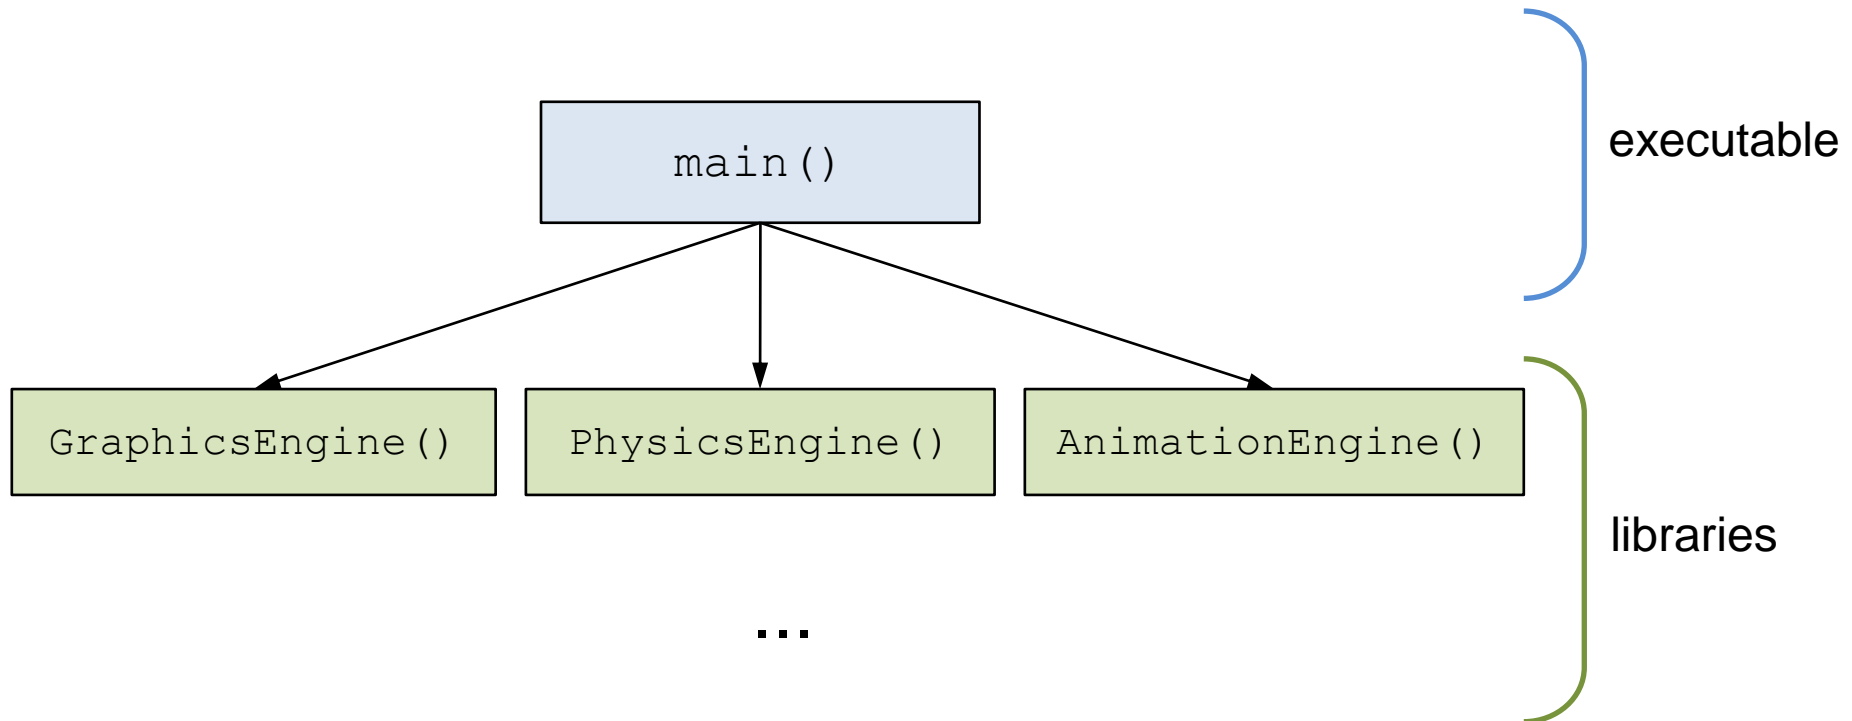 executable
main()
GraphicsEngine()
PhysicsEngine()
AnimationEngine()
libraries
...